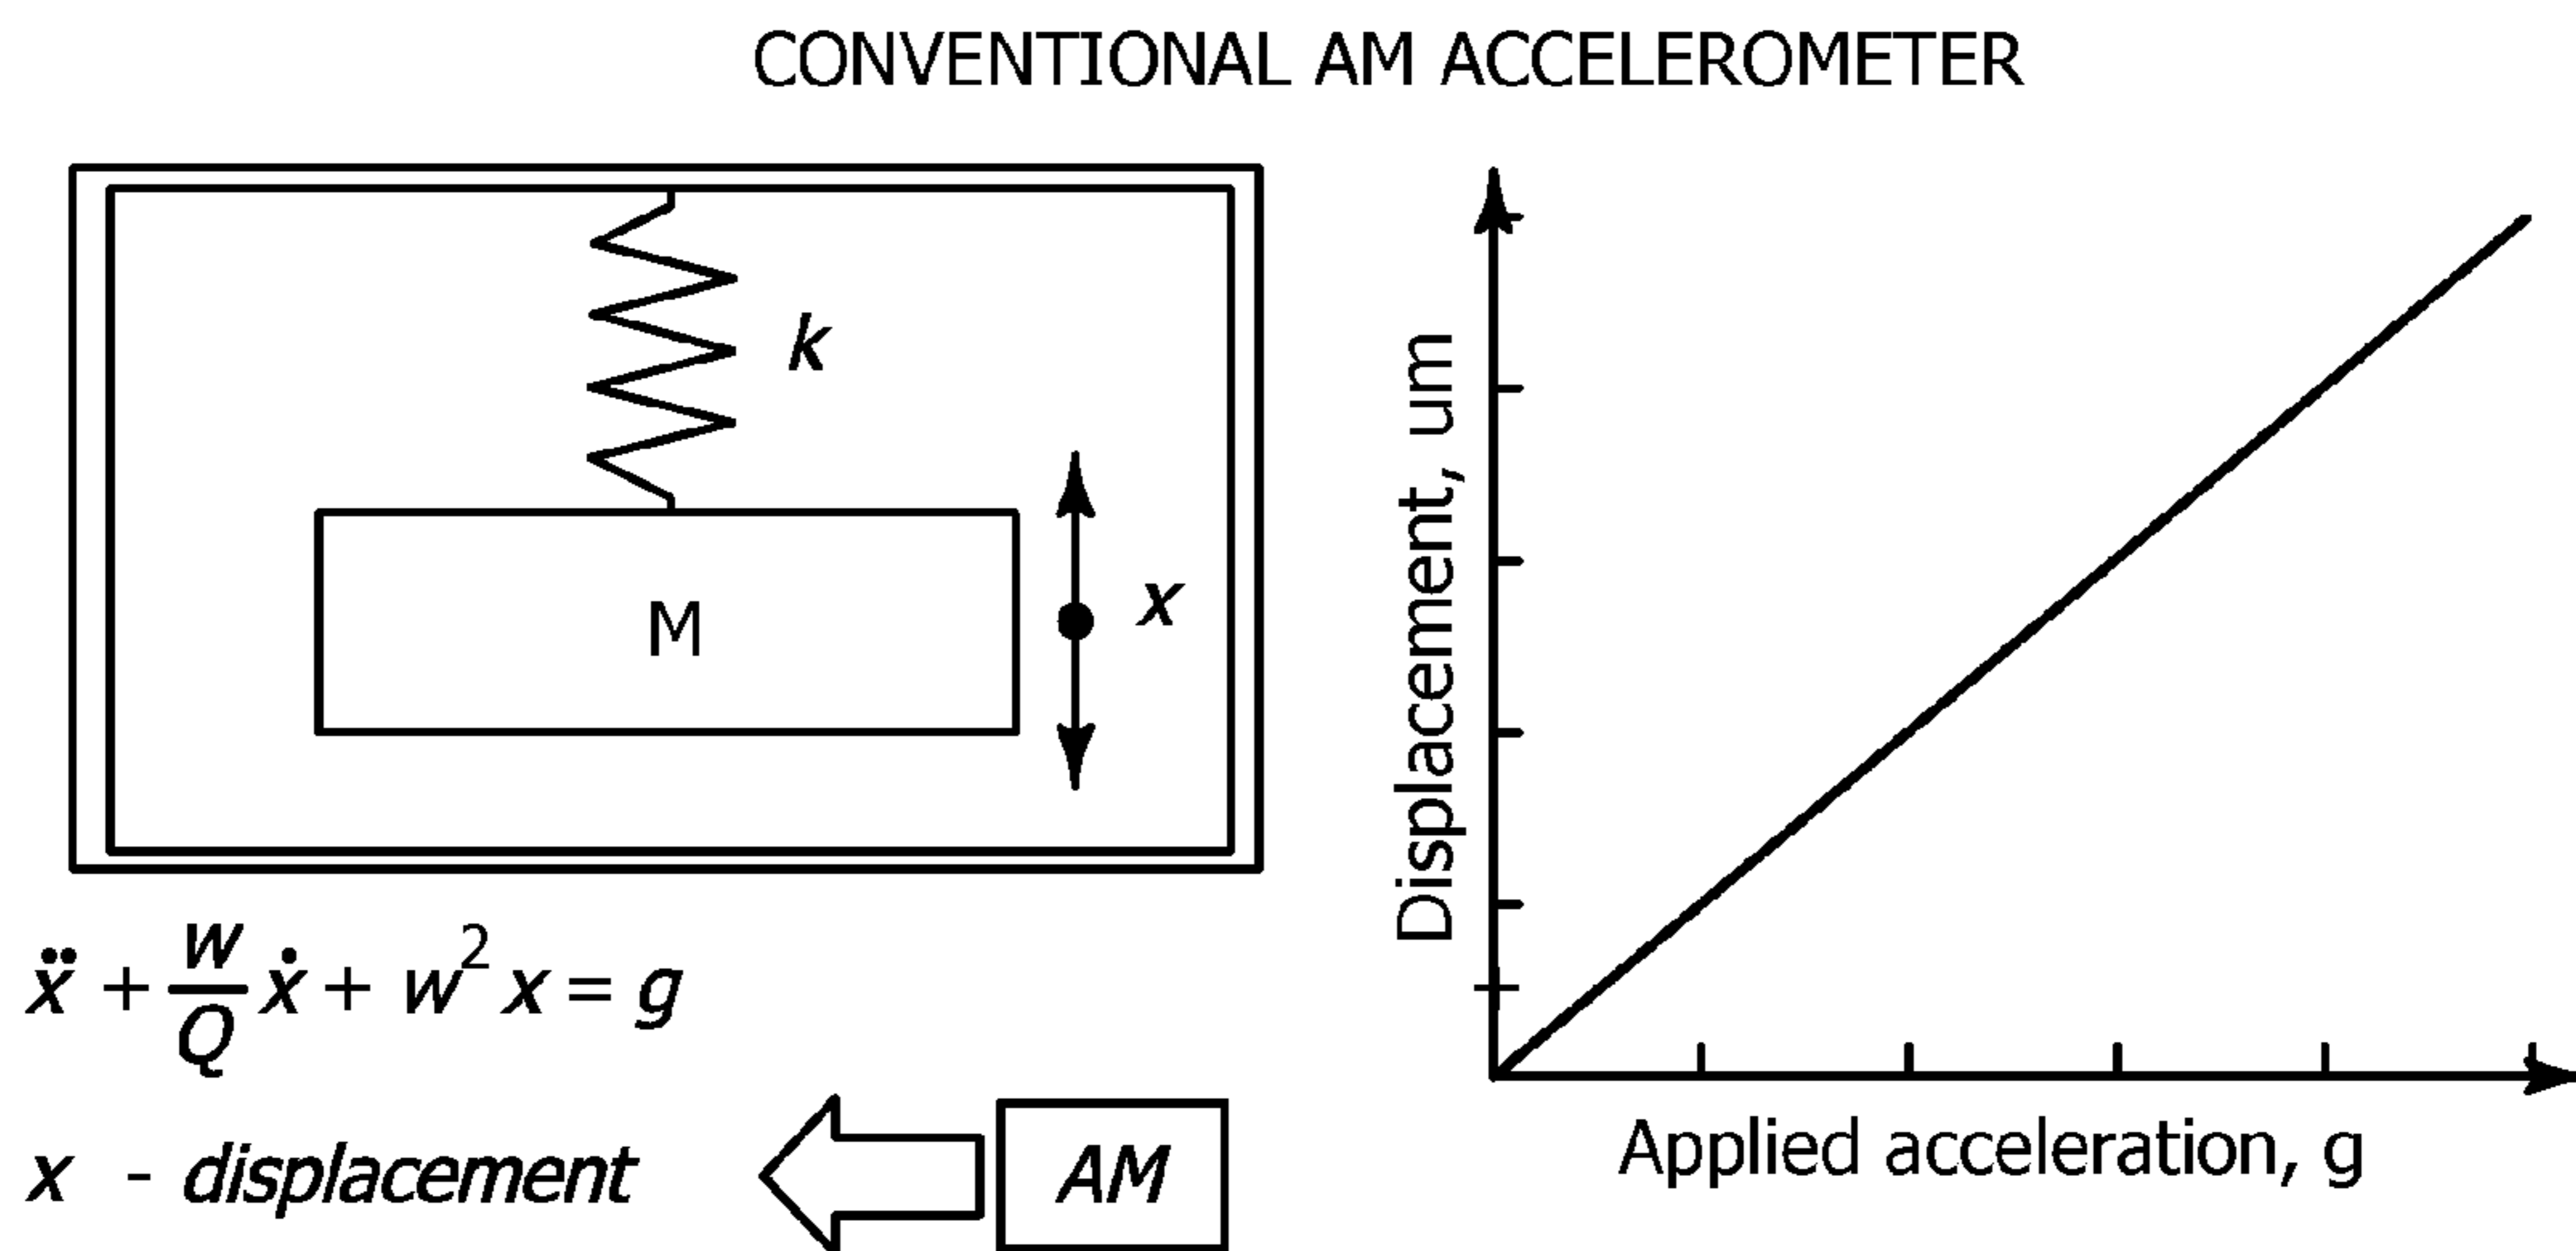 CONVENTIONAL AM ACCELEROMETER
k
M
x
ẍ + w/Q ẋ + w² x = g
x - displacement
AM
Displacement, um
Applied acceleration, g